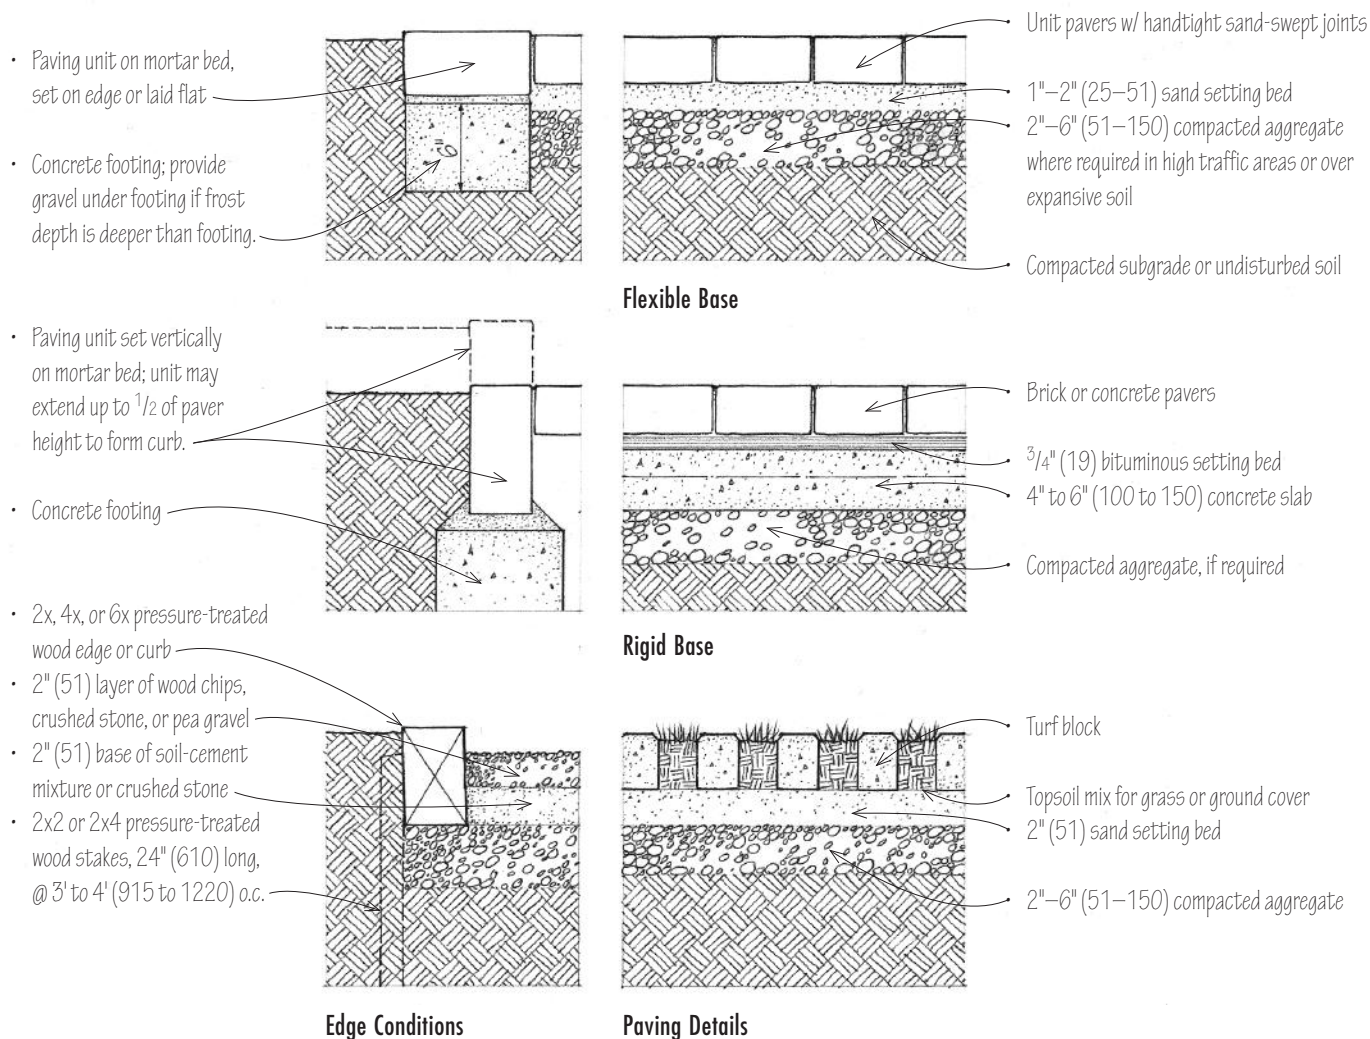 • Paving unit on mortar bed,
set on edge or laid flat
• Concrete footing; provide
gravel under footing if frost
depth is deeper than footing.
6"
• Unit pavers w/ handtight sand-swept joints
• 1"–2" (25–51) sand setting bed
• 2"–6" (51–150) compacted aggregate
where required in high traffic areas or over
expansive soil
• Compacted subgrade or undisturbed soil
Flexible Base
• Paving unit set vertically
on mortar bed; unit may
extend up to 1/2 of paver
height to form curb.
• Concrete footing
• Brick or concrete pavers
• 3/4" (19) bituminous setting bed
• 4" to 6" (100 to 150) concrete slab
• Compacted aggregate, if required
Rigid Base
• 2x, 4x, or 6x pressure-treated
wood edge or curb
• 2" (51) layer of wood chips,
crushed stone, or pea gravel
• 2" (51) base of soil-cement
mixture or crushed stone
• 2x2 or 2x4 pressure-treated
wood stakes, 24" (610) long,
@ 3' to 4' (915 to 1220) o.c.
• Turf block
• Topsoil mix for grass or ground cover
• 2" (51) sand setting bed
• 2"–6" (51–150) compacted aggregate
Edge Conditions
Paving Details